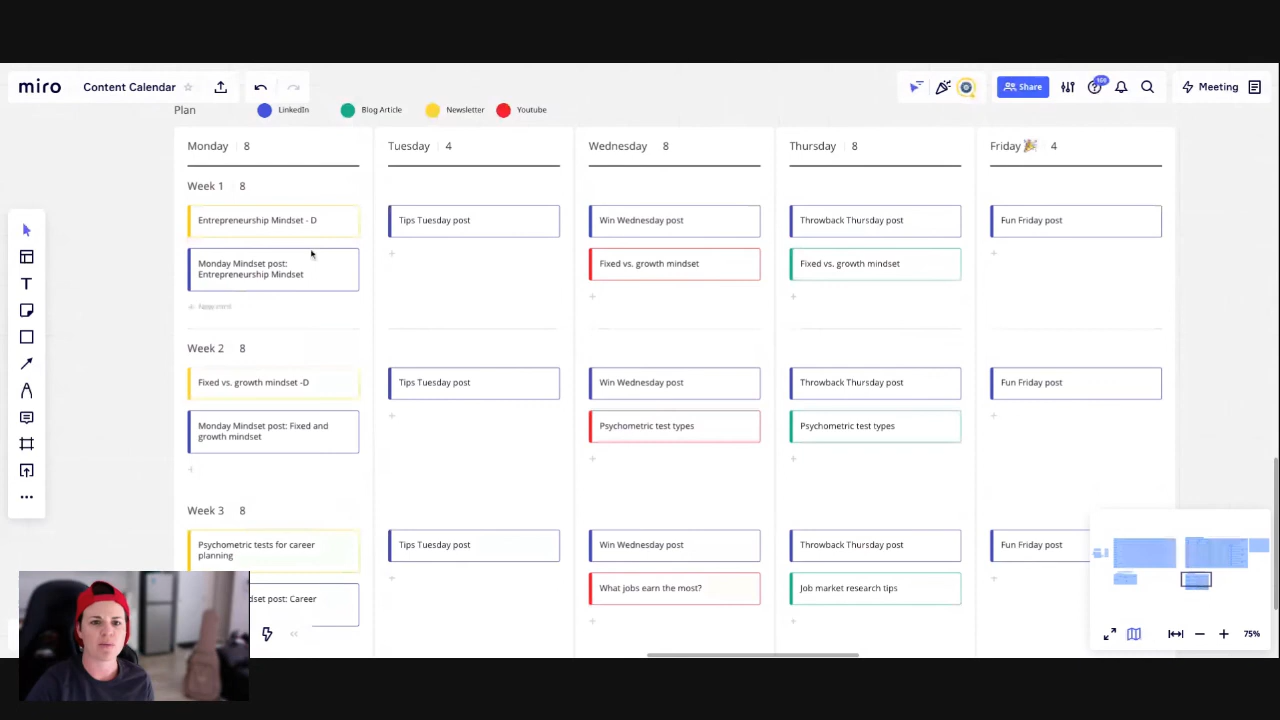 miro
Content Calendar
Share
160
Meeting
Plan
LinkedIn
Blog Article
Newsletter
Youtube
Monday 8
Tuesday 4
Wednesday 8
Thursday 8
Friday 🎉 4
Week 1 8
Entrepreneurship Mindset - D
Tips Tuesday post
Win Wednesday post
Throwback Thursday post
Fun Friday post
Monday Mindset post:
Entrepreneurship Mindset
Fixed vs. growth mindset
Fixed vs. growth mindset
Week 2 8
Fixed vs. growth mindset -D
Tips Tuesday post
Win Wednesday post
Throwback Thursday post
Fun Friday post
Monday Mindset post: Fixed and
growth mindset
Psychometric test types
Psychometric test types
Week 3 8
Psychometric tests for career
planning
Tips Tuesday post
Win Wednesday post
Throwback Thursday post
Fun Friday post
dset post: Career
What jobs earn the most?
Job market research tips
75%